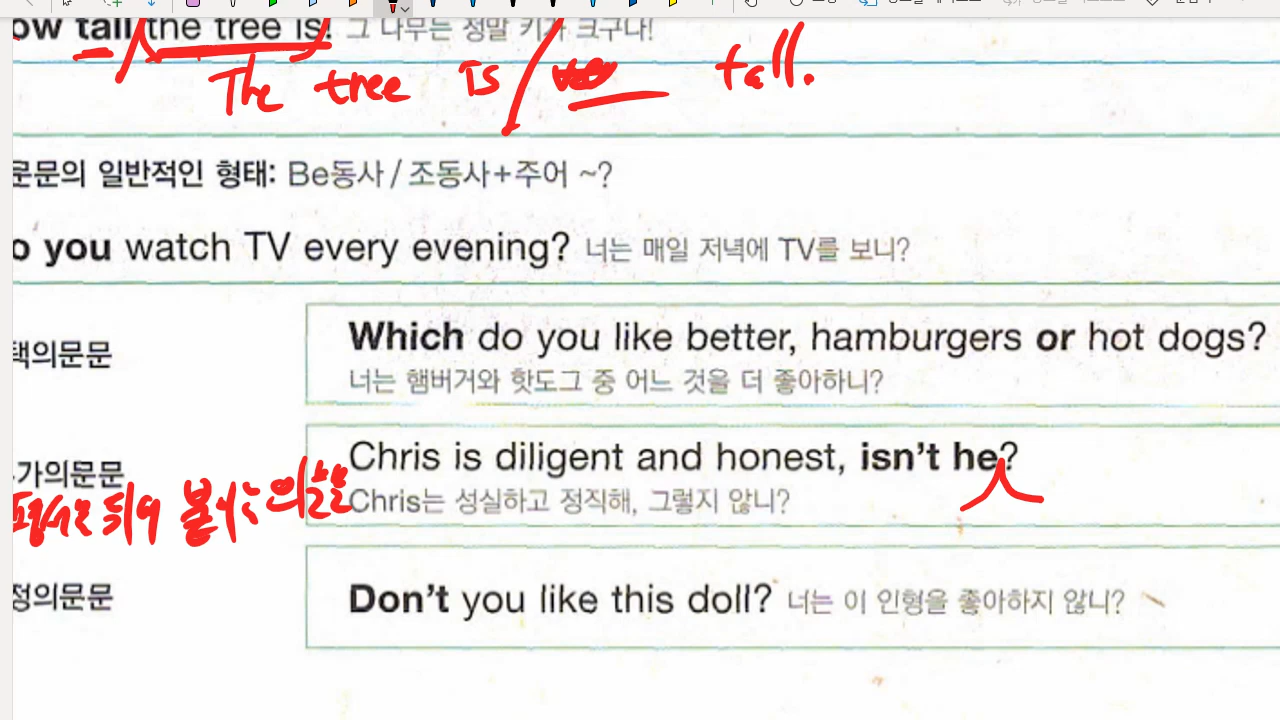 ow tall the tree is! 그 나무는 정말 키가 크구나!
The tree is tall.
문문의 일반적인 형태: Be동사 / 조동사+주어 ~?
o you watch TV every evening? 너는 매일 저녁에 TV를 보니?
택의문문
Which do you like better, hamburgers or hot dogs?
너는 햄버거와 핫도그 중 어느 것을 더 좋아하니?
가의문문
Chris is diligent and honest, isn't he?
Chris는 성실하고 정직해, 그렇지 않니?
정의문문
Don't you like this doll? 너는 이 인형을 좋아하지 않니?